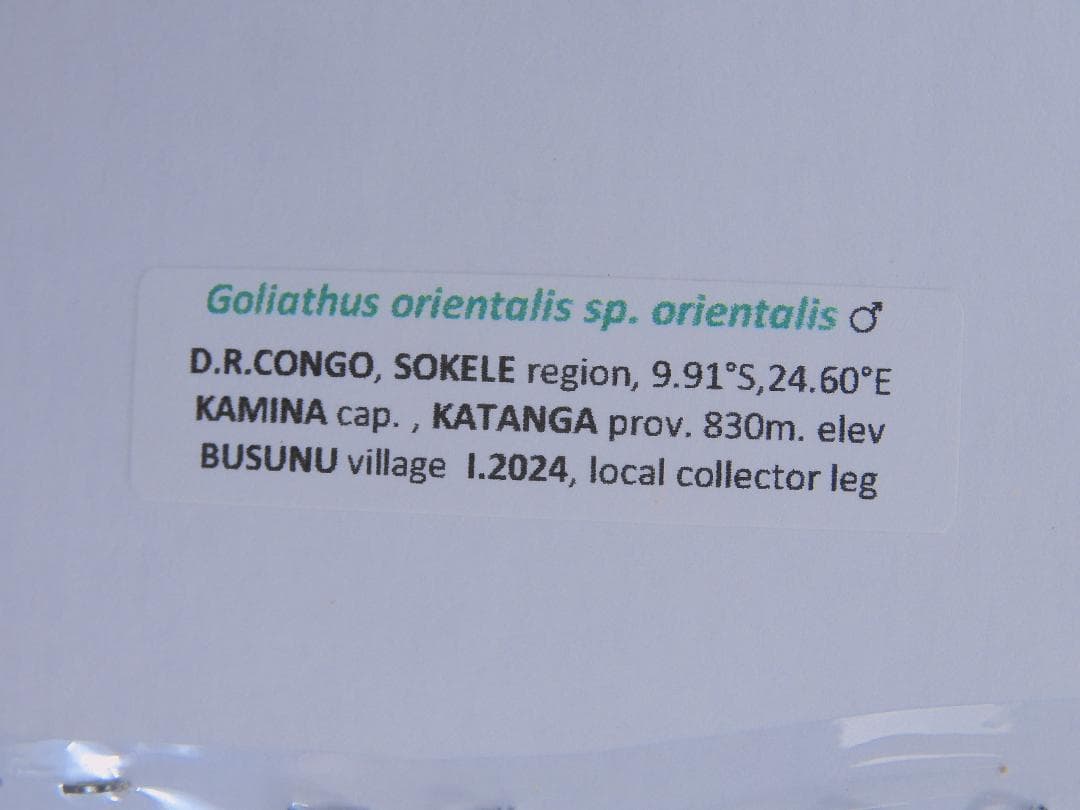 Goliathus orientalis sp. orientalis ♂
D.R.CONGO, SOKELE region, 9.91°S,24.60°E
KAMINA cap. , KATANGA prov. 830m. elev
BUSUNU village I.2024, local collector leg